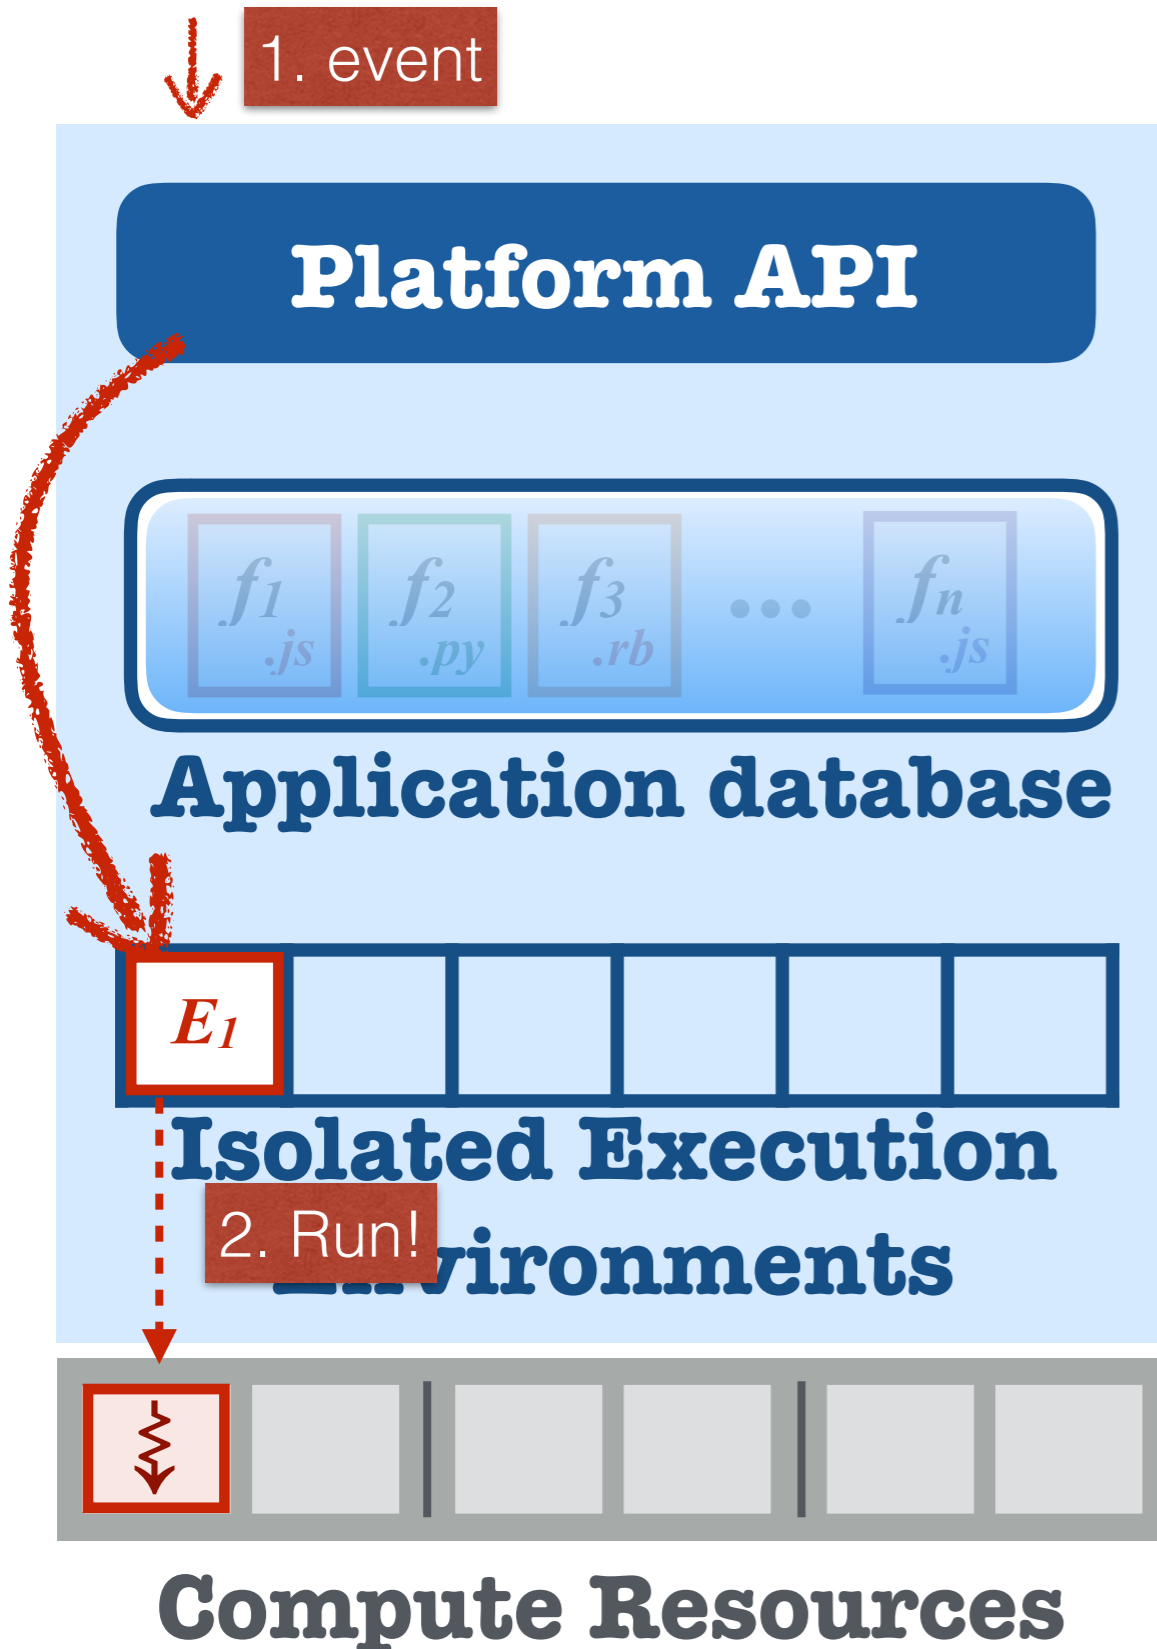 1. event
Platform API
f1 f2 f3 ... fn
.js .py .rb .js
Application database
E1
Isolated Execution
2. Run!
Environments
Compute Resources